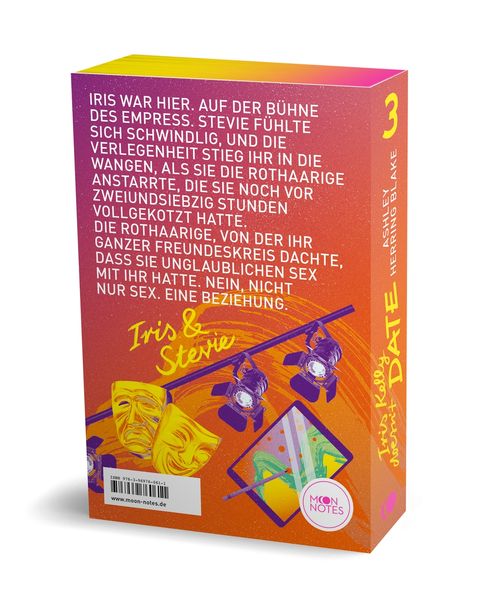 IRIS WAR HIER. AUF DER BÜHNE
DES EMPRESS. STEVIE FÜHLTE
SICH SCHWINDLIG, UND DIE
VERLEGENHEIT STIEG IHR IN DIE
WANGEN, ALS SIE DIE ROTHAARIGE
ANSTARRTE, DIE SIE NOCH VOR
ZWEIUNDSIEBZIG STUNDEN
VOLLGEKOTZT HATTE.
DIE ROTHAARIGE, VON DER IHR
GANZER FREUNDESKREIS DACHTE,
DASS SIE UNGLAUBLICHEN SEX
MIT IHR HATTE. NEIN, NICHT
NUR SEX. EINE BEZIEHUNG.
Iris &
Stevie
www.moon-notes.de
MOON
NOTES
3
ASHLEY
HERRING BLAKE
Iris Kelly
DATE